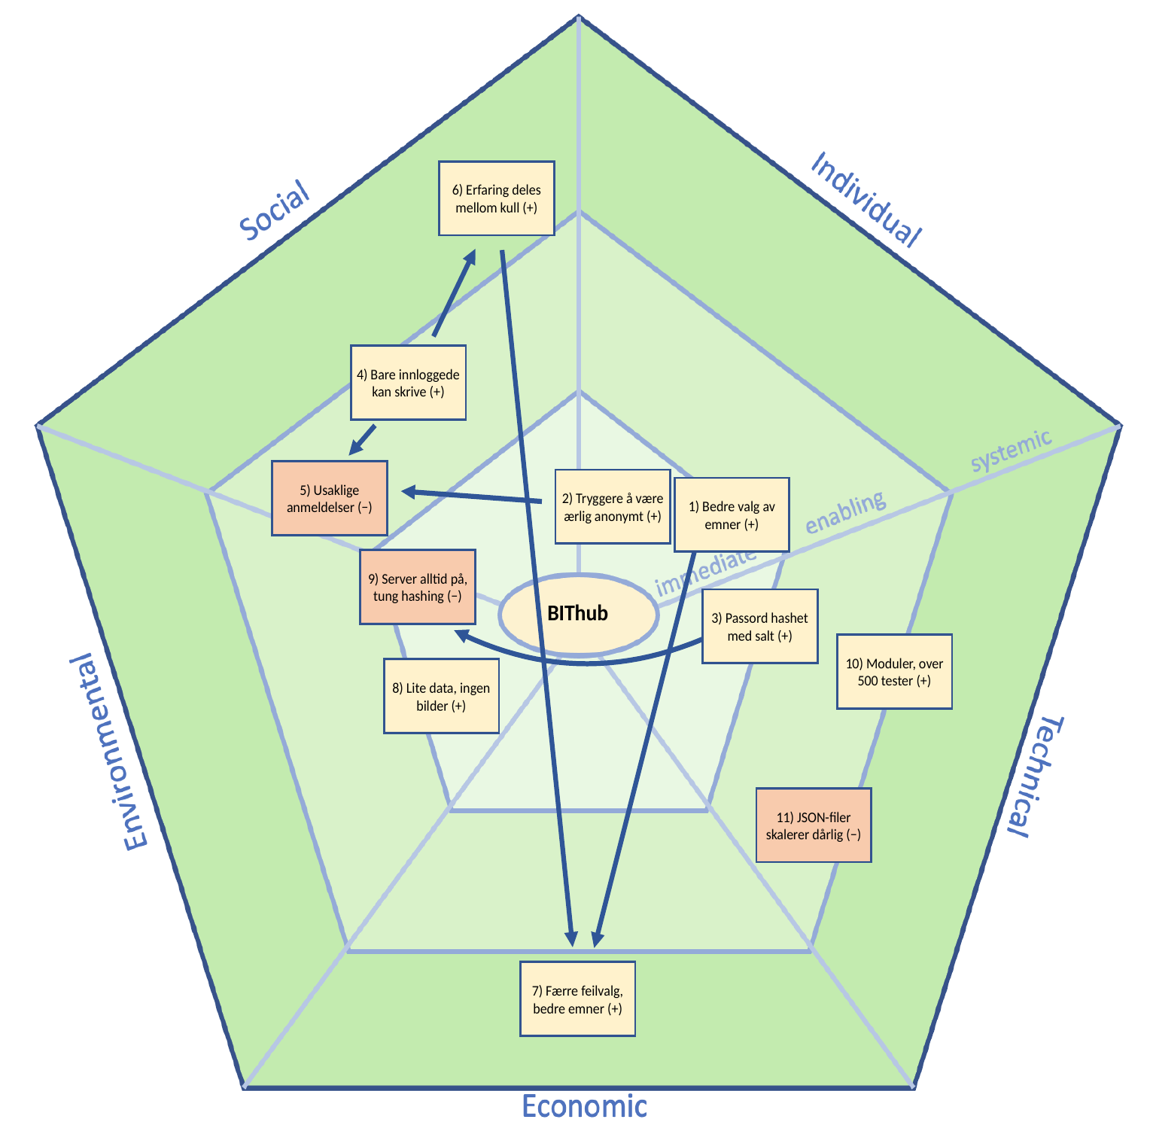 Social
Individual
6) Erfaring deles
mellom kull (+)
systemic
enabling
immediate
4) Bare innloggede
kan skrive (+)
5) Usaklige
anmeldelser (−)
2) Tryggere å være
ærlig anonymt (+)
1) Bedre valg av
emner (+)
9) Server alltid på,
tung hashing (−)
BIThub
3) Passord hashet
med salt (+)
8) Lite data, ingen
bilder (+)
10) Moduler, over
500 tester (+)
Environmental
Technical
11) JSON-filer
skalerer dårlig (−)
7) Færre feilvalg,
bedre emner (+)
Economic